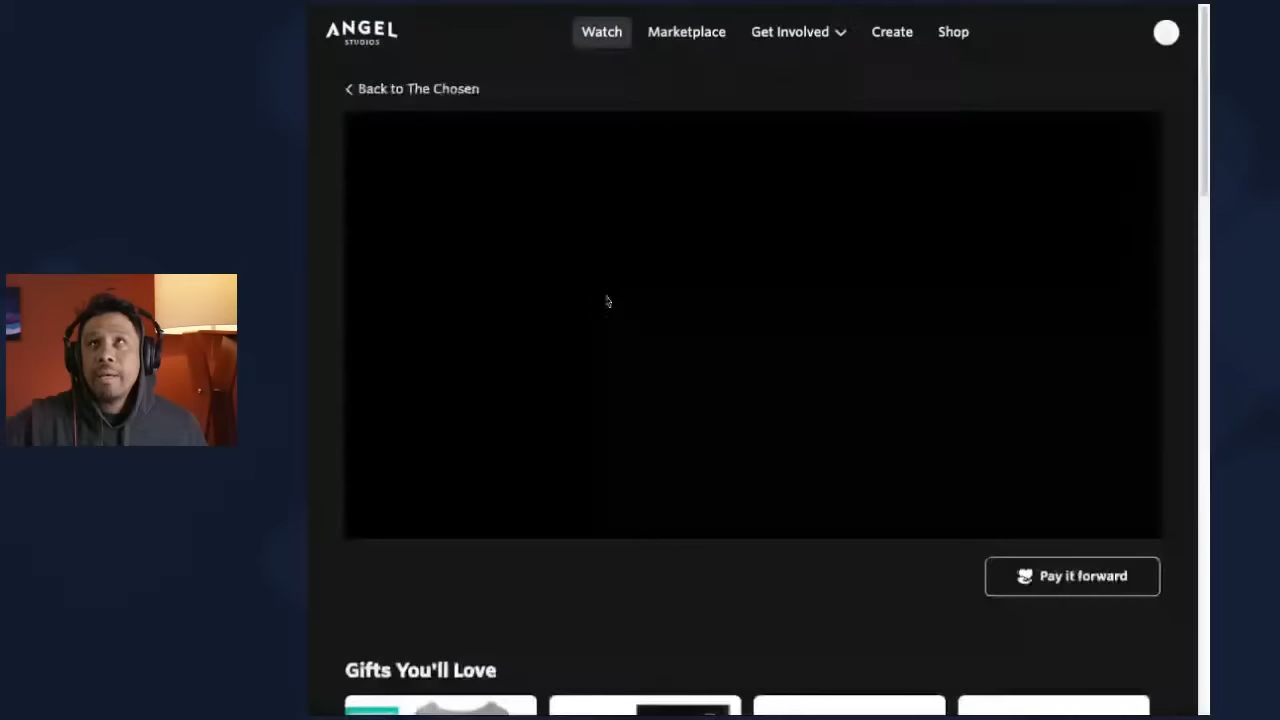 ANGEL
STUDIOS
Watch Marketplace Get Involved Create Shop
Back to The Chosen
Pay it forward
Gifts You'll Love